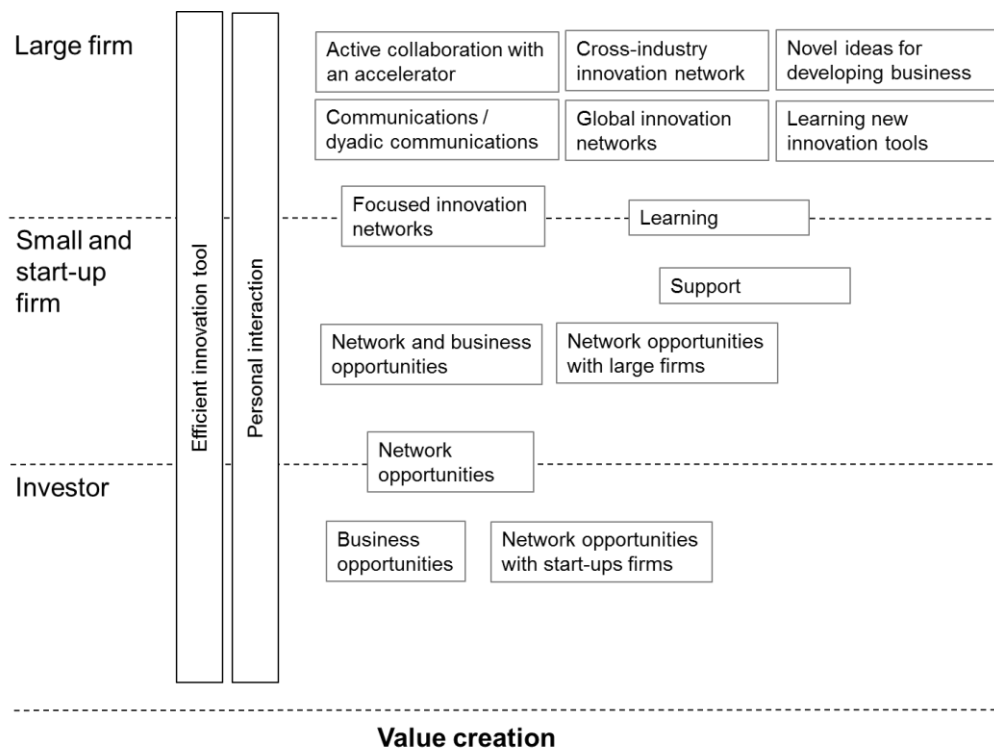 Large firm
Active collaboration with
an accelerator
Cross-industry
innovation network
Novel ideas for
developing business
Communications /
dyadic communications
Global innovation
networks
Learning new
innovation tools
Focused innovation
networks
Learning
Small and
start-up
firm
Efficient innovation tool
Personal interaction
Support
Network and business
opportunities
Network opportunities
with large firms
Network
opportunities
Investor
Business
opportunities
Network opportunities
with start-ups firms
Value creation